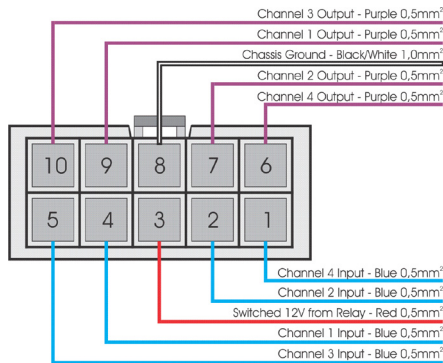 Channel 3 Output - Purple 0,5mm²
Channel 1 Output - Purple 0,5mm²
Chassis Ground - Black/White 1,0mm²
Channel 2 Output - Purple 0,5mm²
Channel 4 Output - Purple 0,5mm²
10 9 8 7 6
5 4 3 2 1
Channel 4 Input - Blue 0,5mm²
Channel 2 Input - Blue 0,5mm²
Switched 12V from Relay - Red 0,5mm²
Channel 1 Input - Blue 0,5mm²
Channel 3 Input - Blue 0,5mm²